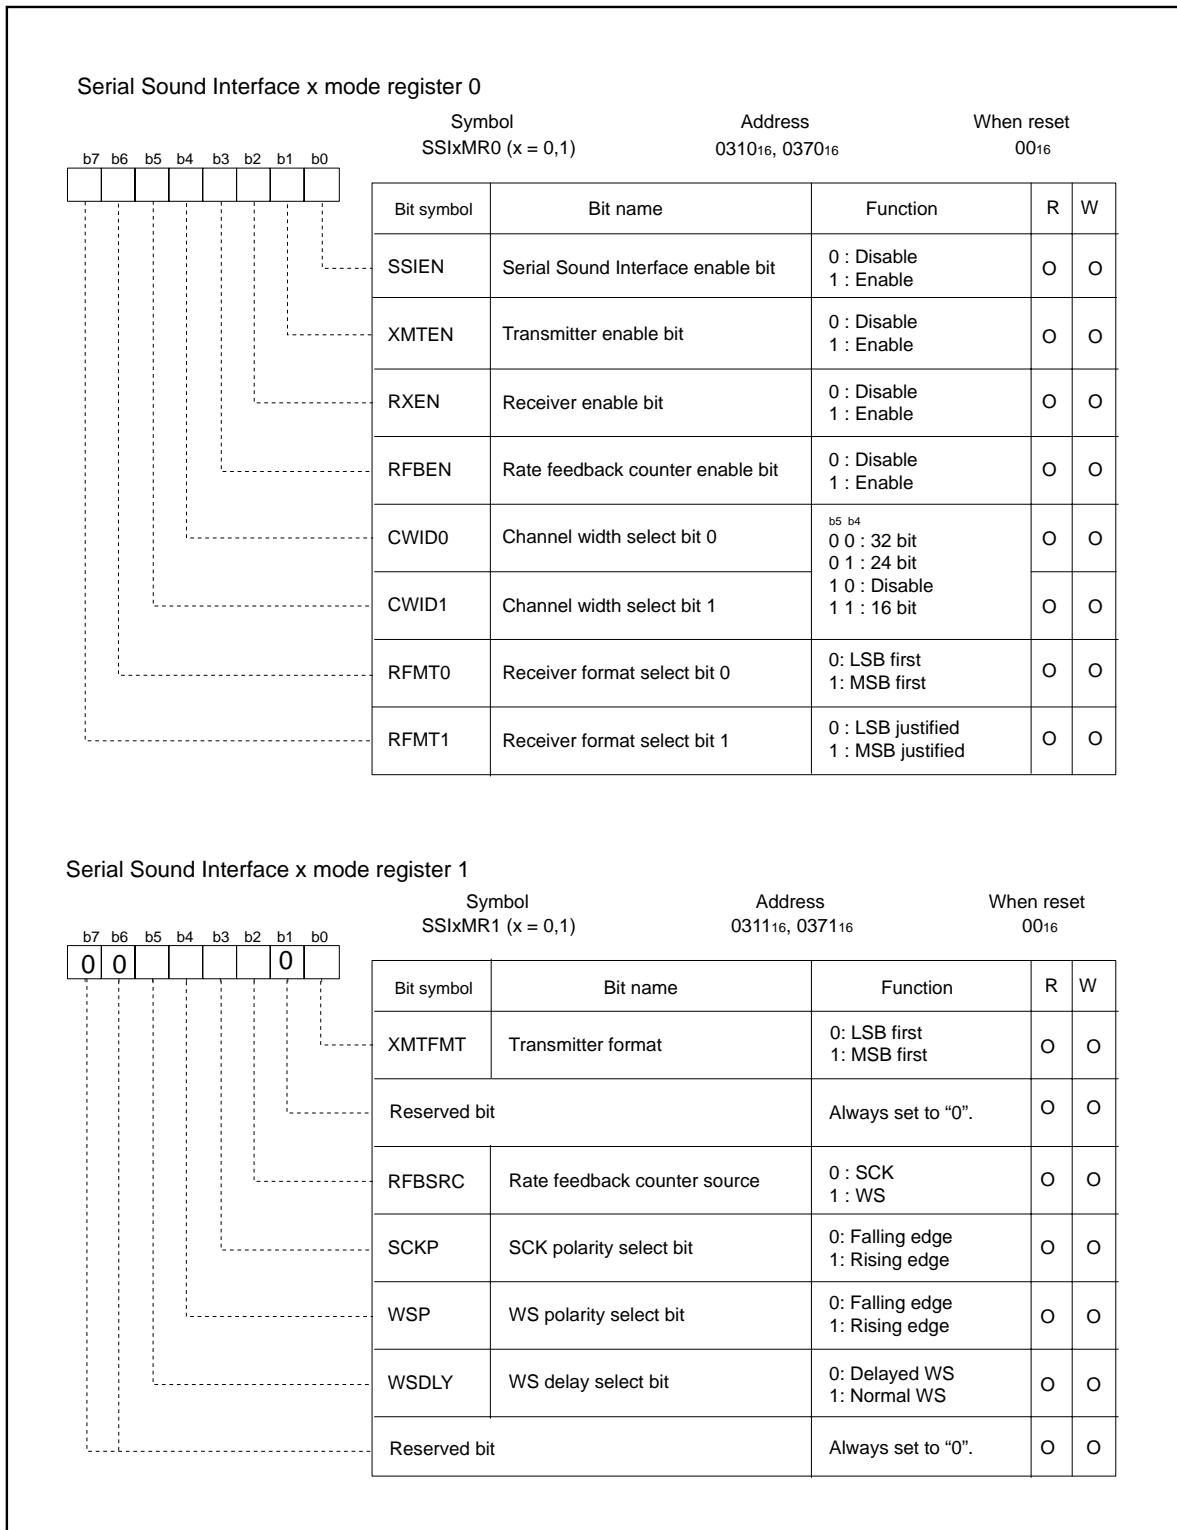 Serial Sound Interface x mode register 0
Symbol Address When reset
SSIxMR0 (x = 0,1) 031016, 037016 0016
b7 b6 b5 b4 b3 b2 b1 b0
Bit symbol Bit name Function R W
SSIEN Serial Sound Interface enable bit 0 : Disable
1 : Enable O O
XMTEN Transmitter enable bit 0 : Disable
1 : Enable O O
RXEN Receiver enable bit 0 : Disable
1 : Enable O O
RFBEN Rate feedback counter enable bit 0 : Disable
1 : Enable O O
b5 b4
CWID0 Channel width select bit 0 0 0 : 32 bit O O
0 1 : 24 bit
1 0 : Disable
CWID1 Channel width select bit 1 1 1 : 16 bit O O
RFMT0 Receiver format select bit 0 0: LSB first
1: MSB first O O
RFMT1 Receiver format select bit 1 0 : LSB justified
1 : MSB justified O O
Serial Sound Interface x mode register 1
Symbol Address When reset
SSIxMR1 (x = 0,1) 031116, 037116 0016
b7 b6 b5 b4 b3 b2 b1 b0
0 0 0
Bit symbol Bit name Function R W
XMTFMT Transmitter format 0: LSB first
1: MSB first O O
Reserved bit Always set to “0”. O O
RFBSRC Rate feedback counter source 0 : SCK
1 : WS O O
SCKP SCK polarity select bit 0: Falling edge
1: Rising edge O O
WSP WS polarity select bit 0: Falling edge
1: Rising edge O O
WSDLY WS delay select bit 0: Delayed WS
1: Normal WS O O
Reserved bit Always set to “0”. O O